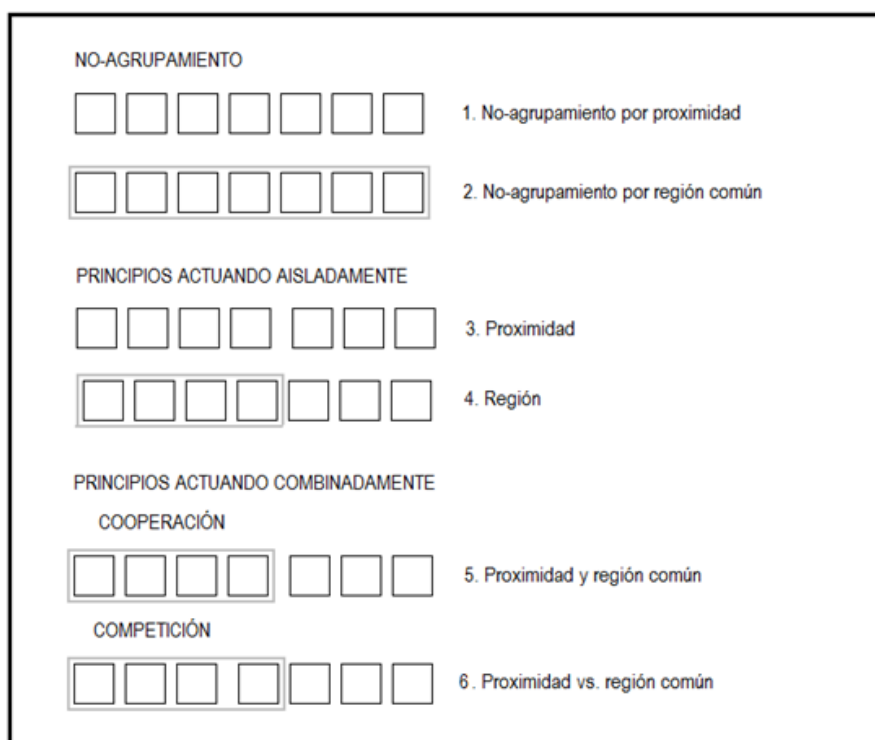 NO-AGRUPAMIENTO
1. No-agrupamiento por proximidad
2. No-agrupamiento por región común
PRINCIPIOS ACTUANDO AISLADAMENTE
3. Proximidad
4. Región
PRINCIPIOS ACTUANDO COMBINADAMENTE
COOPERACIÓN
5. Proximidad y región común
COMPETICIÓN
6. Proximidad vs. región común